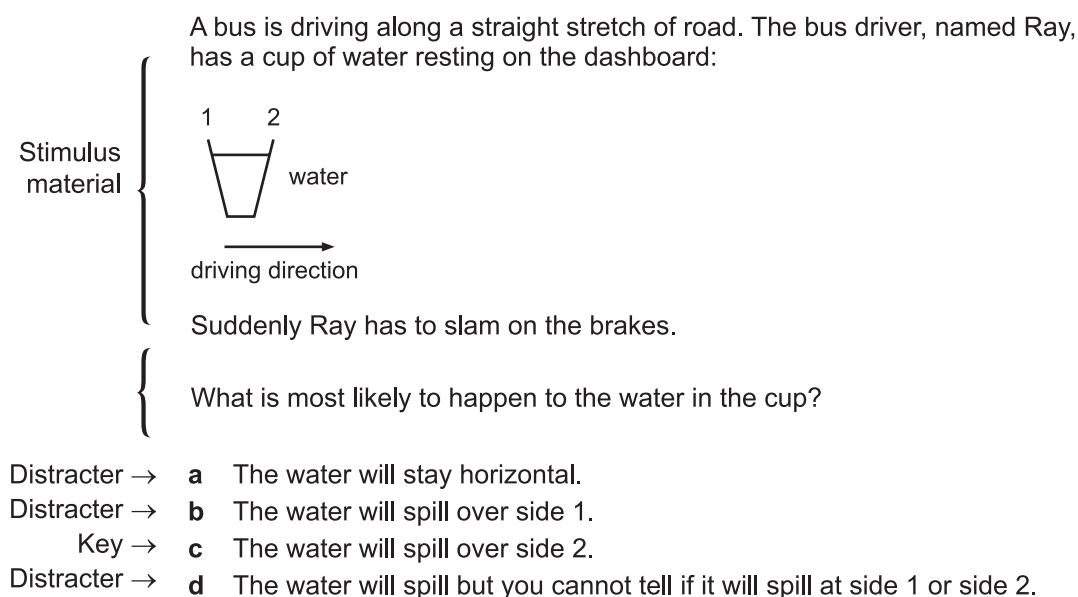 A bus is driving along a straight stretch of road. The bus driver, named Ray,
has a cup of water resting on the dashboard:
1 2
Stimulus
material
water
driving direction
Suddenly Ray has to slam on the brakes.
What is most likely to happen to the water in the cup?
Distracter → a The water will stay horizontal.
Distracter → b The water will spill over side 1.
Key → c The water will spill over side 2.
Distracter → d The water will spill but you cannot tell if it will spill at side 1 or side 2.